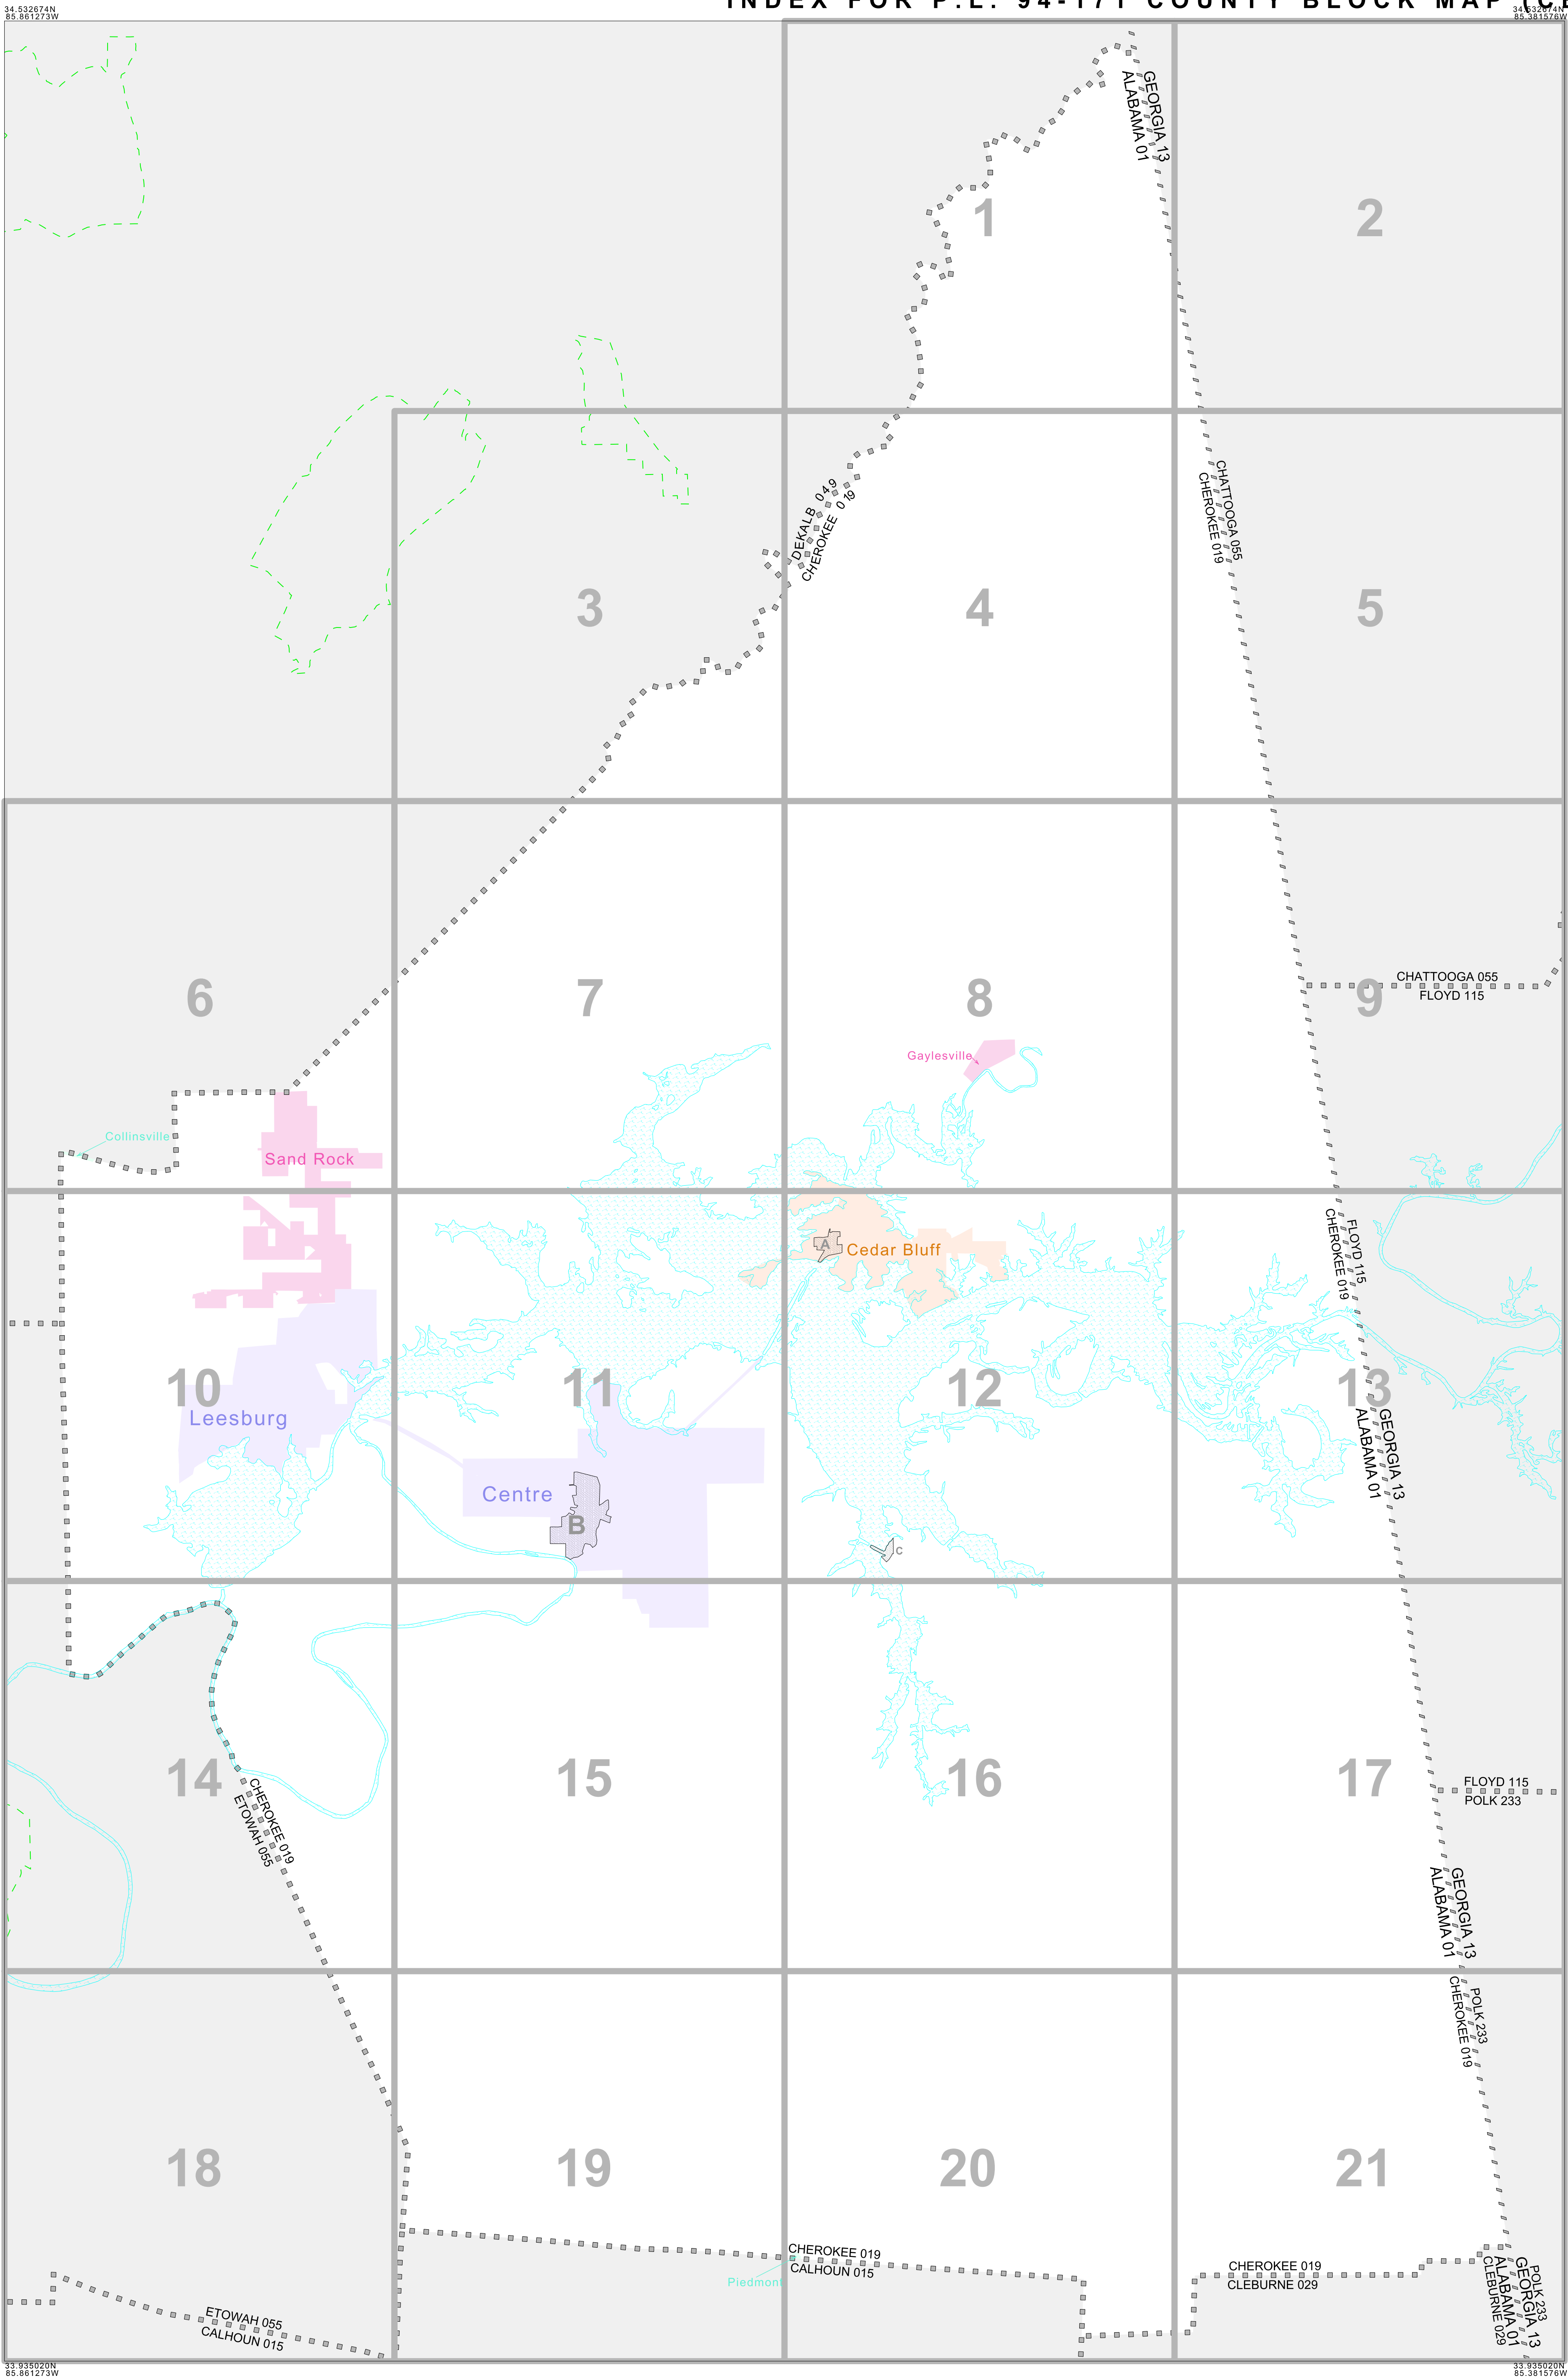 INDEX FOR P.L. 94-171 COUNTY BLOCK MAP (CE
34.532674N
85.861273W
34.532674N
85.381576W
GEORGIA 13
ALABAMA 01
1
2
DEKALB 049
CHEROKEE 019
CHATTOOGA 055
CHEROKEE 019
3
4
5
6
7
8
9
CHATTOOGA 055
FLOYD 115
Gaylesville
Collinsville
Sand Rock
FLOYD 115
CHEROKEE 019
A
Cedar Bluff
10
11
12
13
Leesburg
GEORGIA 13
ALABAMA 01
Centre
B
C
14
15
16
17
CHEROKEE 019
ETOWAH 055
FLOYD 115
POLK 233
GEORGIA 13
ALABAMA 01
POLK 233
CHEROKEE 019
18
19
20
21
CHEROKEE 019
CALHOUN 015
Piedmont
CHEROKEE 019
CLEBURNE 029
ETOWAH 055
CALHOUN 015
POLK 233
GEORGIA 13
ALABAMA 01
CLEBURNE 029
33.935020N
85.861273W
33.935020N
85.381576W